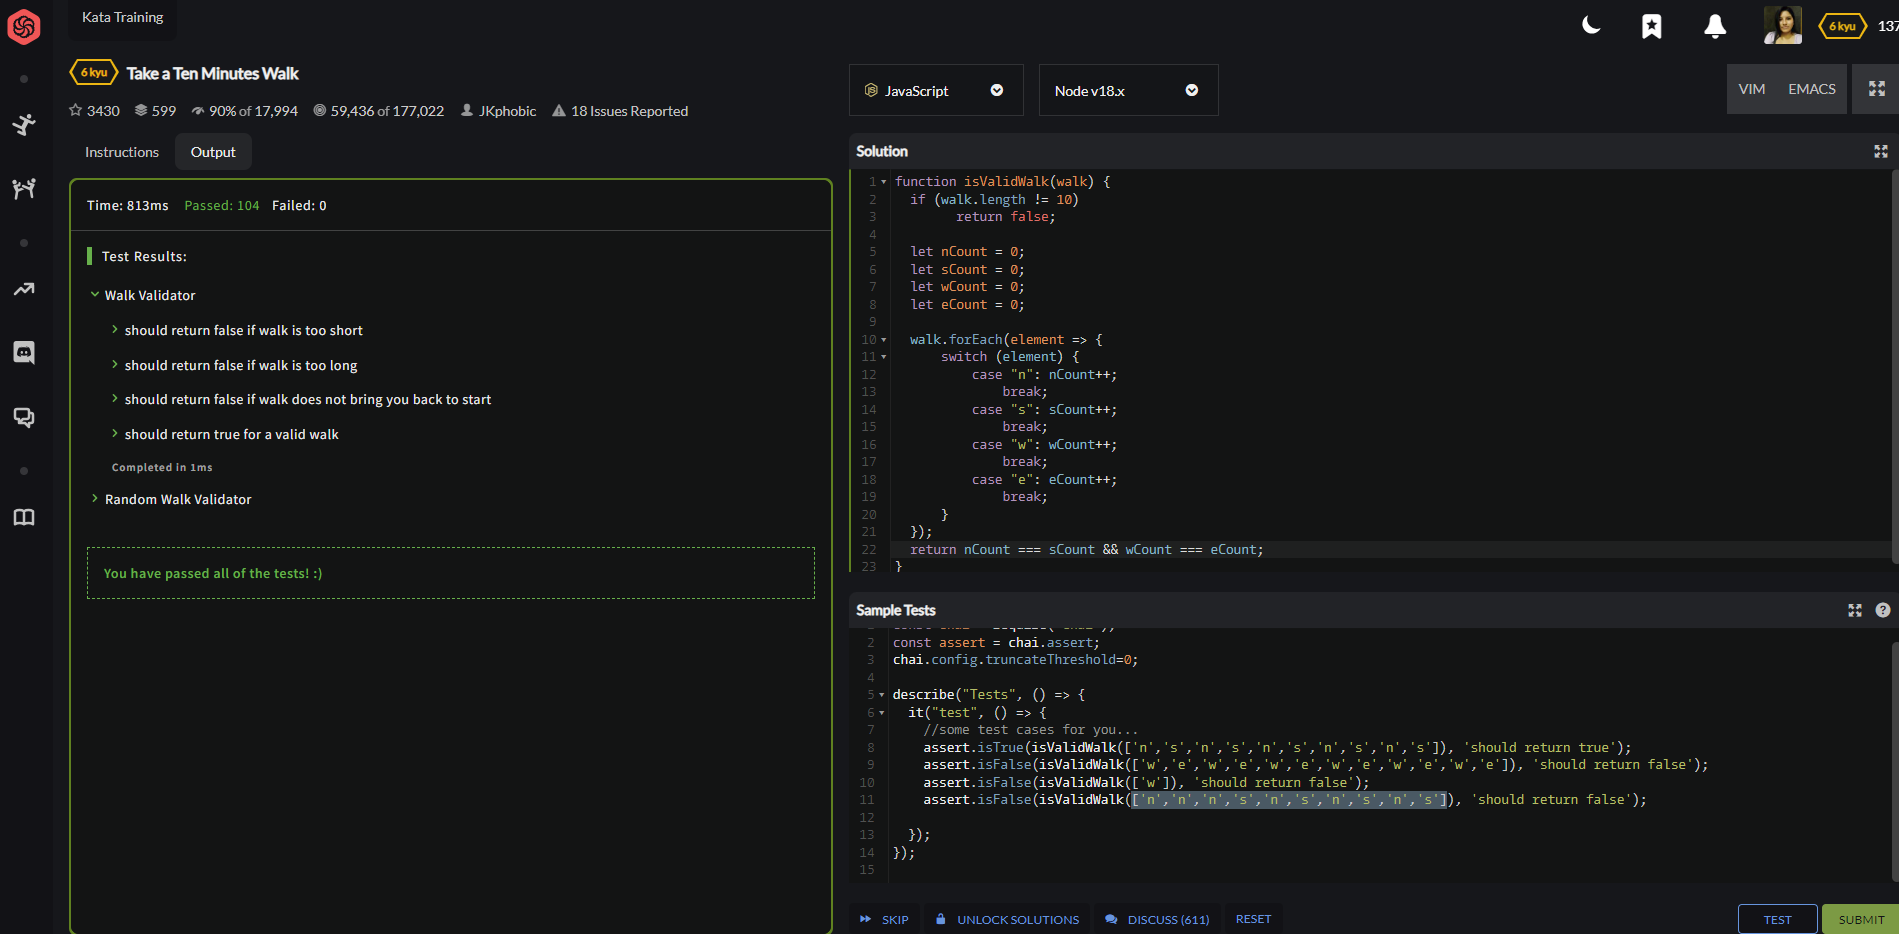 Kata Training
6 kyu
137
6 kyu Take a Ten Minutes Walk
3430 599 90% of 17,994 59,436 of 177,022 JKphobic 18 Issues Reported
Instructions Output
Time: 813ms Passed: 104 Failed: 0
Test Results:
Walk Validator
should return false if walk is too short
should return false if walk is too long
should return false if walk does not bring you back to start
should return true for a valid walk
Completed in 1ms
Random Walk Validator
You have passed all of the tests! :)
JavaScript Node v18.x VIM EMACS
Solution
1 function isValidWalk(walk) {
2 if (walk.length != 10)
3 return false;
4
5 let nCount = 0;
6 let sCount = 0;
7 let wCount = 0;
8 let eCount = 0;
9
10 walk.forEach(element => {
11 switch (element) {
12 case "n": nCount++;
13 break;
14 case "s": sCount++;
15 break;
16 case "w": wCount++;
17 break;
18 case "e": eCount++;
19 break;
20 }
21 });
22 return nCount === sCount && wCount === eCount;
23 }
Sample Tests
2 const assert = chai.assert;
3 chai.config.truncateThreshold=0;
4
5 describe("Tests", () => {
6 it("test", () => {
7 //some test cases for you...
8 assert.isTrue(isValidWalk(['n','s','n','s','n','s','n','s','n','s']), 'should return true');
9 assert.isFalse(isValidWalk(['w','e','w','e','w','e','w','e','w','e','w','e']), 'should return false');
10 assert.isFalse(isValidWalk(['w']), 'should return false');
11 assert.isFalse(isValidWalk(['n','n','n','s','n','s','n','s','n','s']), 'should return false');
12
13 });
14 });
15
SKIP UNLOCK SOLUTIONS DISCUSS (611) RESET TEST SUBMIT